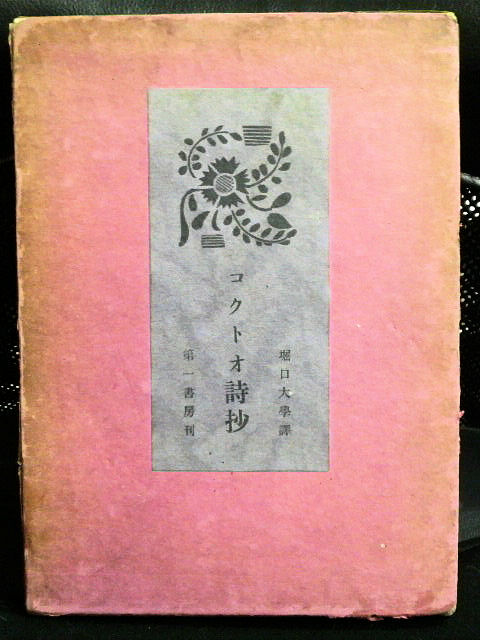 堀口大學譯
コクトオ詩抄
第一書房刊